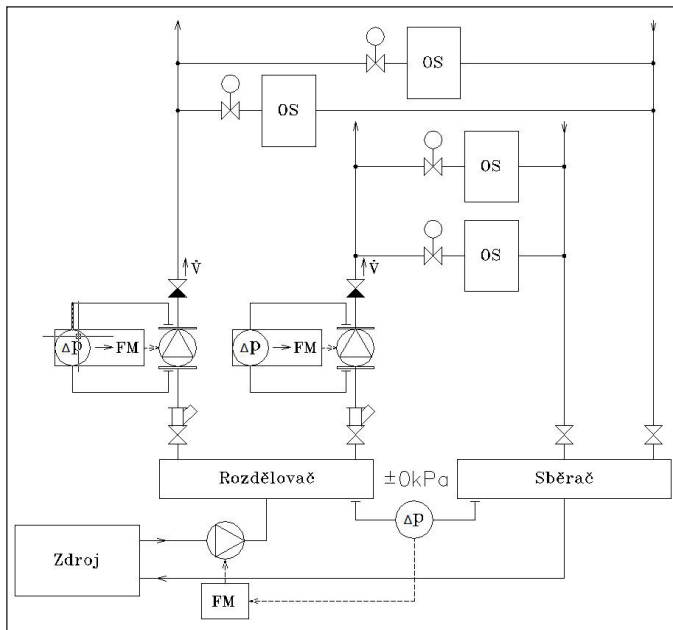 OS
OS
OS
OS
V̇
V̇
Δp
FM
Δp
FM
Rozdělovač
±0kPa
Sběrač
Δp
Zdroj
FM